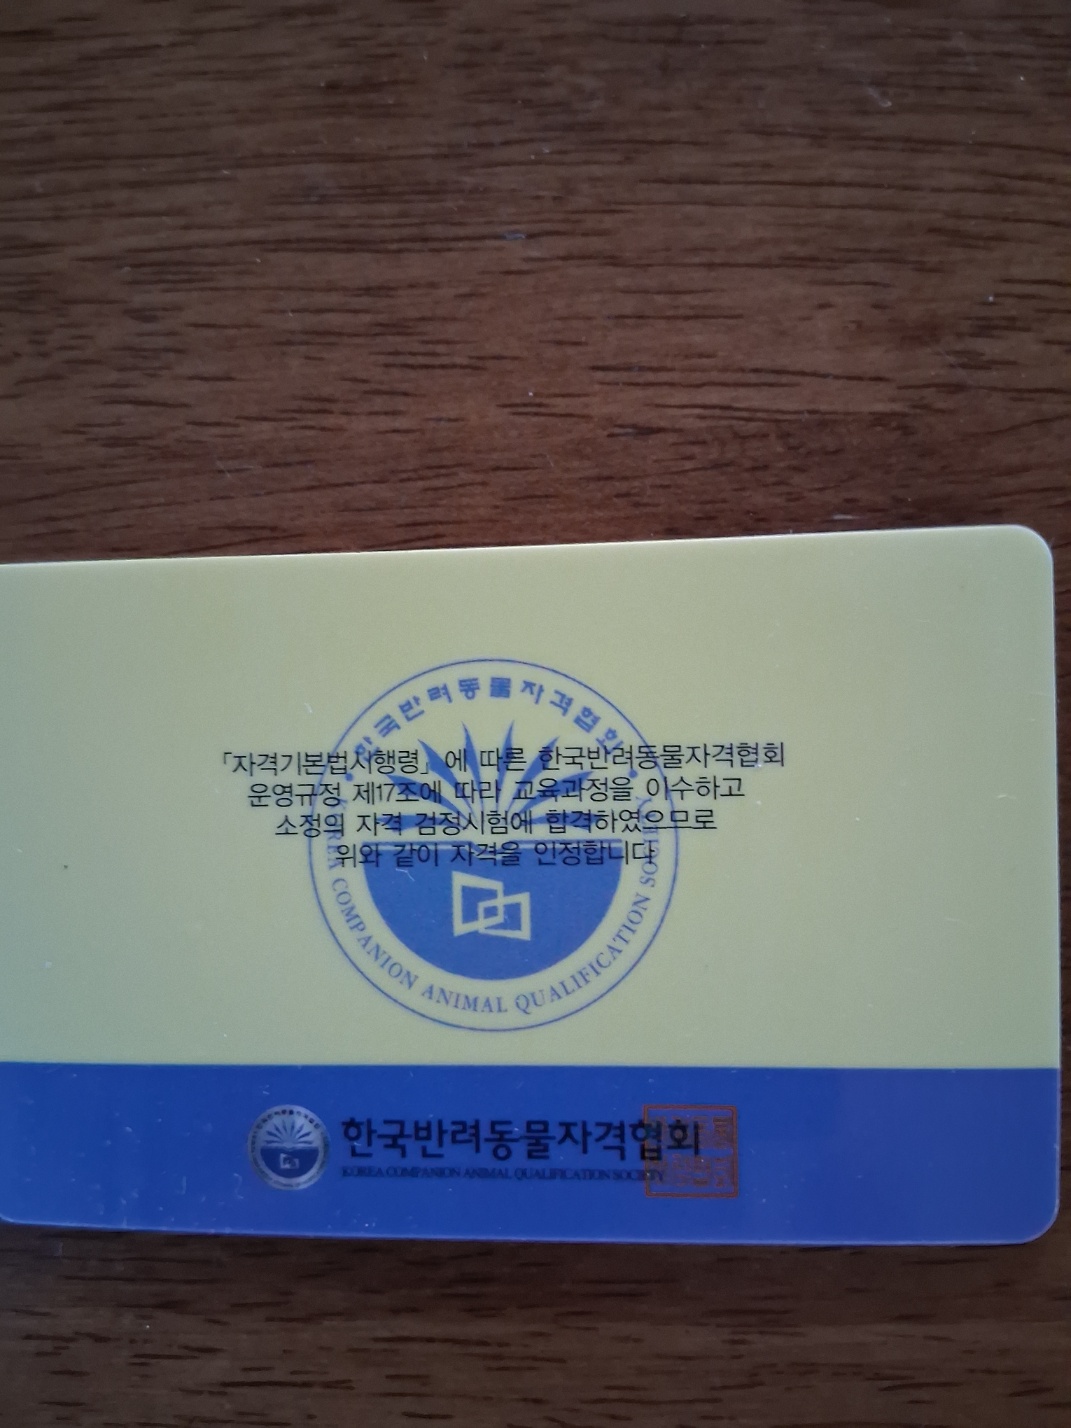 한국반려동물자격협회
KOREA COMPANION ANIMAL QUALIFICATION SOCIETY
「자격기본법시행령」에 따른 한국반려동물자격협회
운영규정 제17조에 따라 교육과정을 이수하고
소정의 자격 검정시험에 합격하였으므로
위와 같이 자격을 인정합니다
한국반려동물자격협회
KOREA COMPANION ANIMAL QUALIFICATION SOCIETY